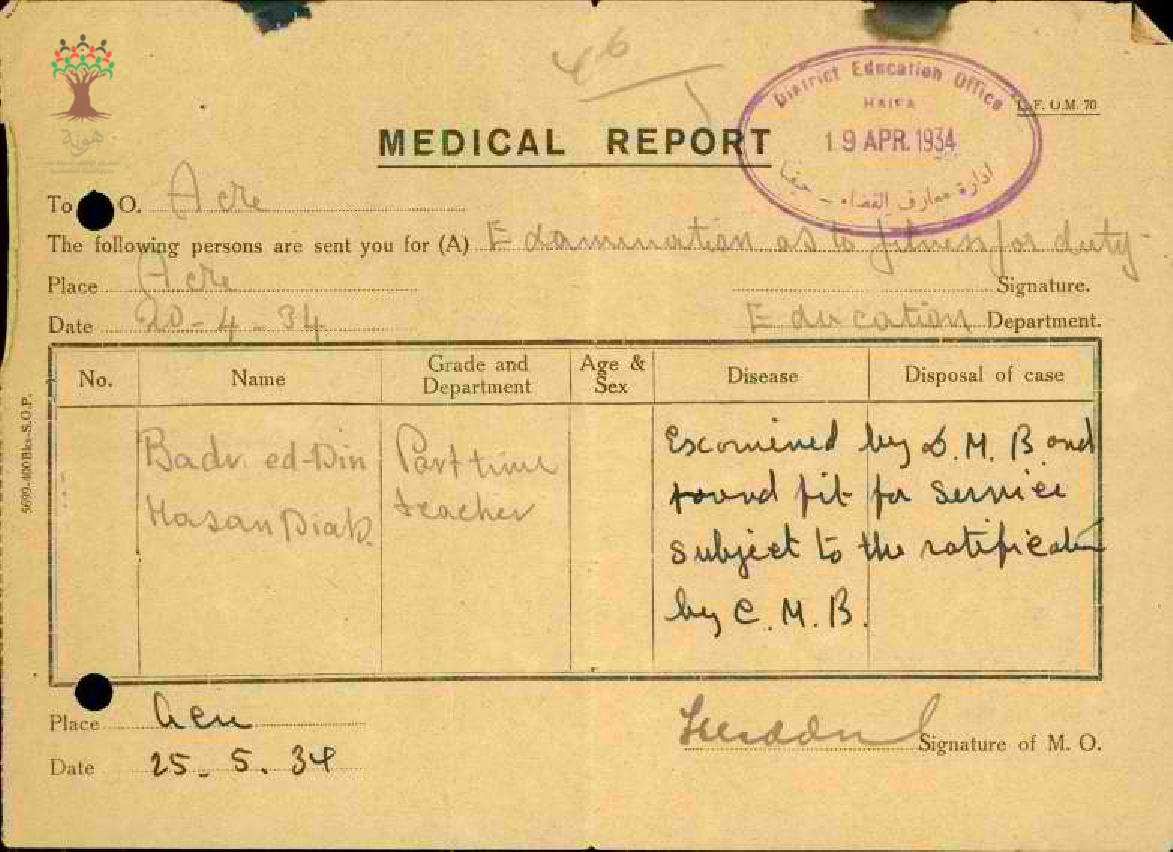 46
District Education Office
HAIFA
19 APR. 1934
ادارة معارف القضاء - حيفا
G.F.O.M. 70
هوية
MEDICAL REPORT
To O. Acre
The following persons are sent you for (A) Examination as to fitness for duty
Place Acre Signature.
Date 20-4-34 Education Department.
No. Name Grade and Department Age & Sex Disease Disposal of case
Badr ed-Din Part time Examined by D.M.B. and
Hasan Diab. teacher found fit for service
subject to the ratification
by C.M.B.
5690-400Bks-S.O.P.
Place Acre
Signature of M. O.
Date 25.5.34